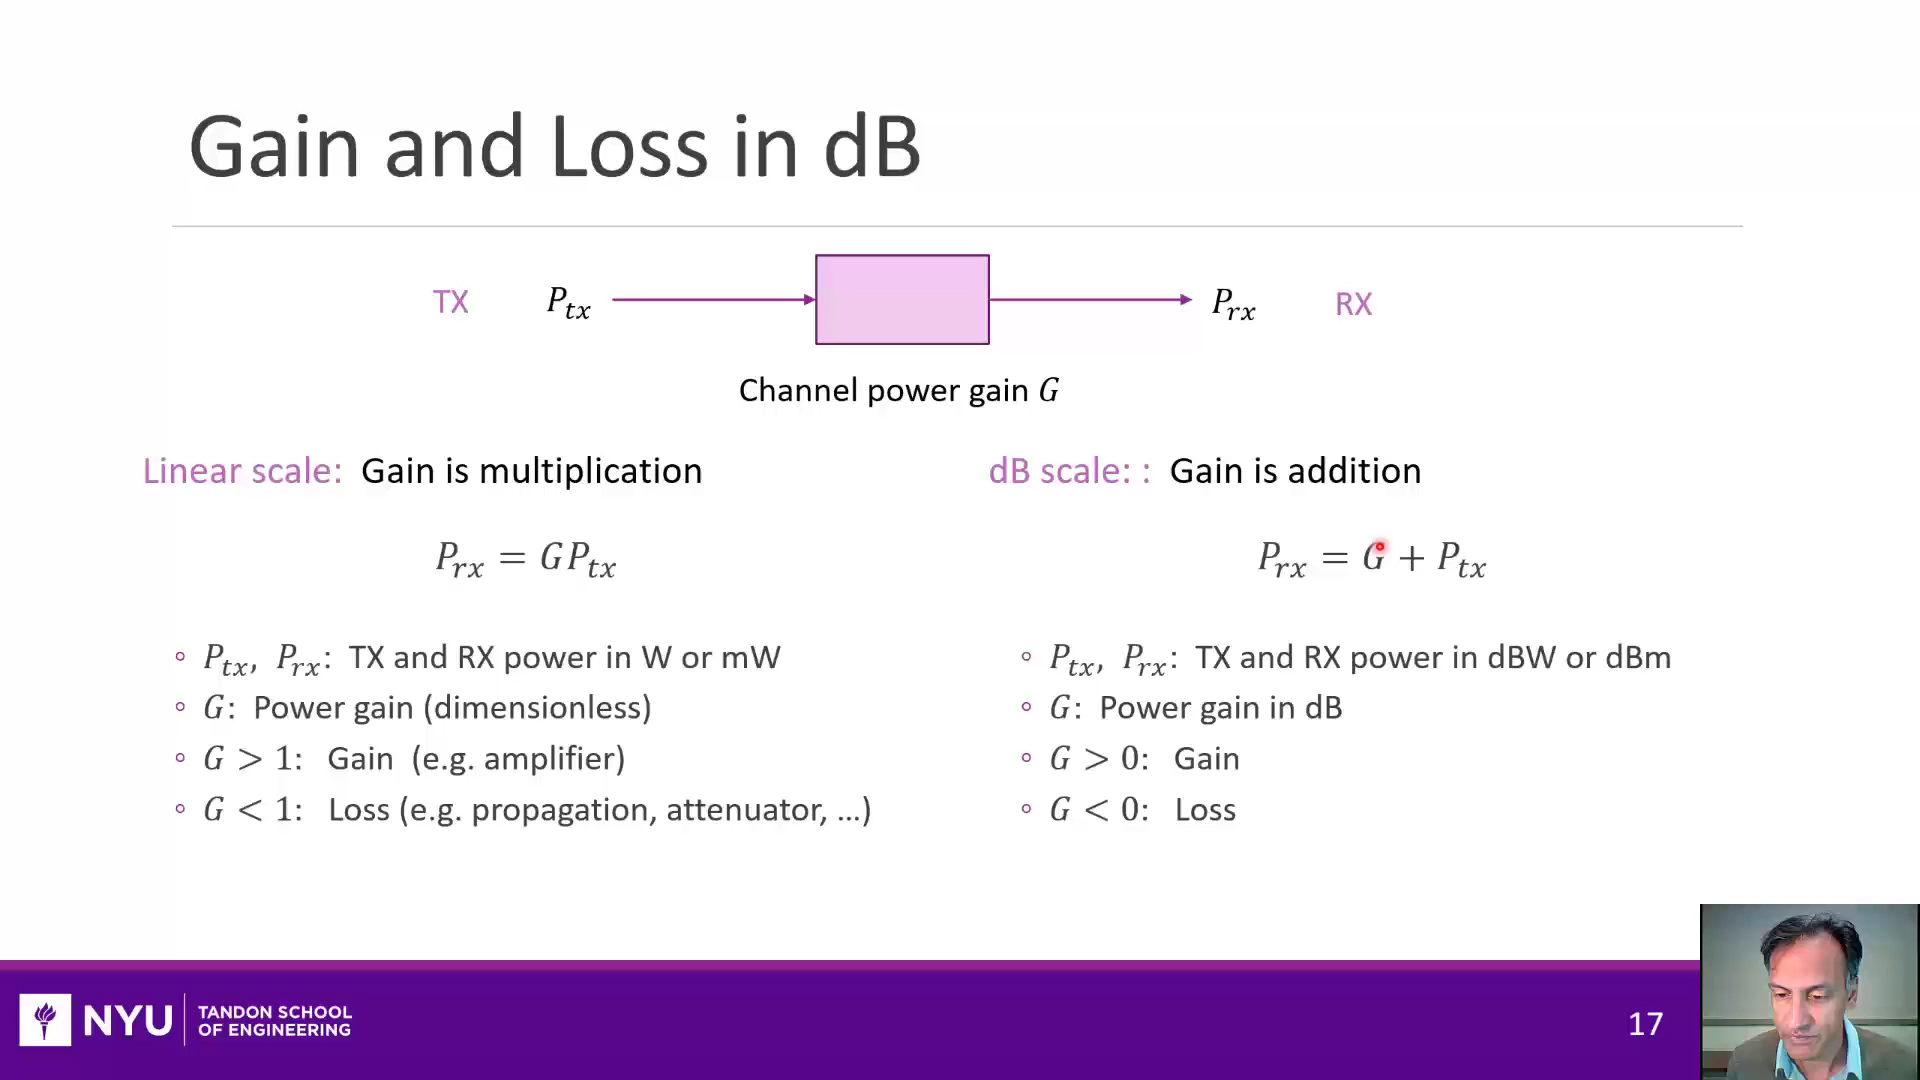 Gain and Loss in dB
TX P_tx P_rx RX
Channel power gain G
Linear scale: Gain is multiplication
P_rx = GP_tx
◦ P_tx, P_rx: TX and RX power in W or mW
◦ G: Power gain (dimensionless)
◦ G > 1: Gain (e.g. amplifier)
◦ G < 1: Loss (e.g. propagation, attenuator, ...)
dB scale: : Gain is addition
P_rx = G + P_tx
◦ P_tx, P_rx: TX and RX power in dBW or dBm
◦ G: Power gain in dB
◦ G > 0: Gain
◦ G < 0: Loss
NYU
TANDON SCHOOL
OF ENGINEERING
17